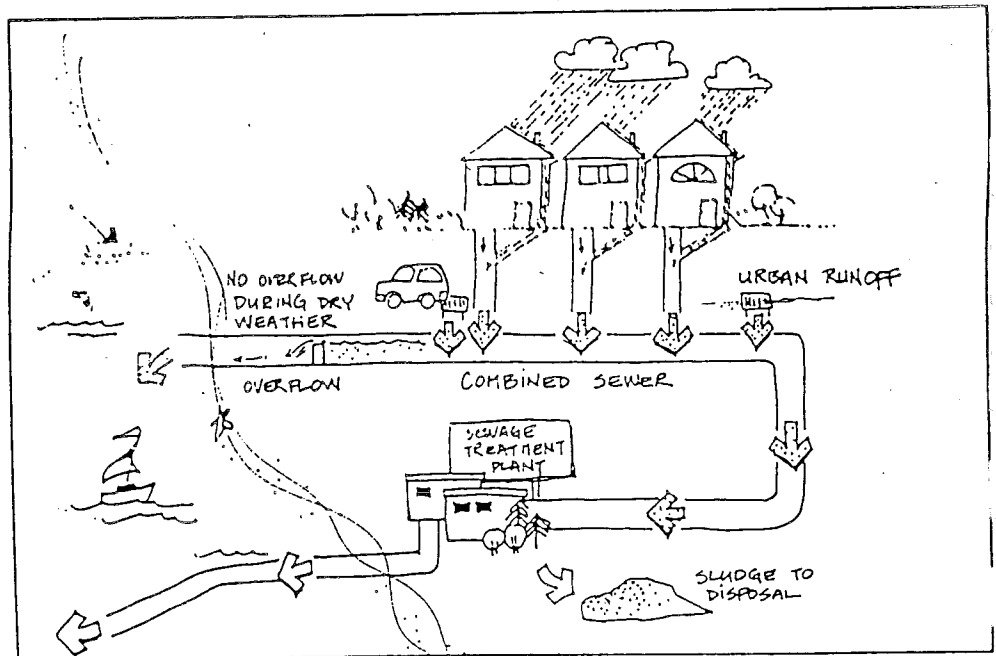 NO OVERFLOW
DURING DRY
WEATHER
URBAN RUNOFF
OVERFLOW
COMBINED SEWER
SEWAGE
TREATMENT
PLANT
SLUDGE TO
DISPOSAL